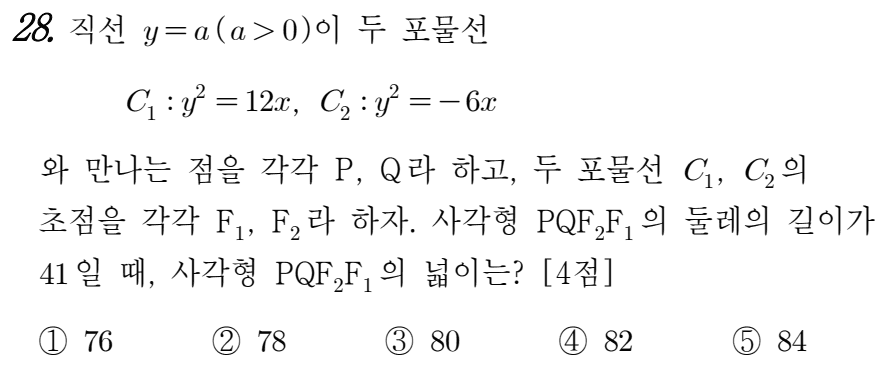 28. 직선 y=a(a>0)이 두 포물선
C₁ : y²=12x, C₂ : y²=-6x
와 만나는 점을 각각 P, Q라 하고, 두 포물선 C₁, C₂의
초점을 각각 F₁, F₂라 하자. 사각형 PQF₂F₁의 둘레의 길이가
41일 때, 사각형 PQF₂F₁의 넓이는? [4점]
① 76 ② 78 ③ 80 ④ 82 ⑤ 84